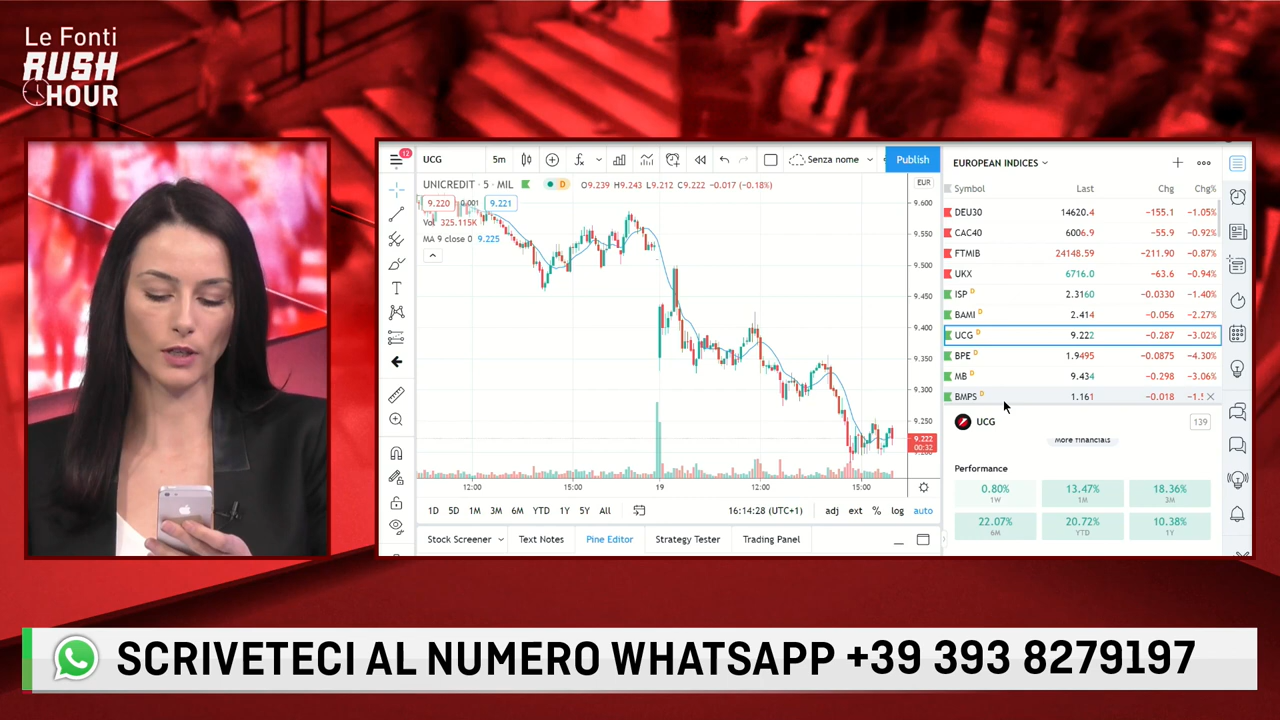 Le Fonti
RUSH
HOUR
12
UCG
5m
Senza nome
Publish
UNICREDIT · 5 · MIL
D
O9.239 H9.243 L9.212 C9.222 −0.017 (−0.18%)
9.220
0.001
9.221
Vol 325.115K
MA 9 close 0 9.225
EUR
9.600
9.550
9.500
9.450
9.400
9.350
9.300
9.250
9.222
00:32
12:00
15:00
19
12:00
15:00
1D 5D 1M 3M 6M YTD 1Y 5Y All
16:14:28 (UTC+1)
adj ext % log auto
Stock Screener
Text Notes
Pine Editor
Strategy Tester
Trading Panel
EUROPEAN INDICES
Symbol Last Chg Chg%
DEU30 14620.4 −155.1 −1.05%
CAC40 6006.9 −55.9 −0.92%
FTMIB 24148.59 −211.90 −0.87%
UKX 6716.0 −63.6 −0.94%
ISP D 2.3160 −0.0330 −1.40%
BAMI D 2.414 −0.056 −2.27%
UCG D 9.222 −0.287 −3.02%
BPE D 1.9495 −0.0875 −4.30%
MB D 9.434 −0.298 −3.06%
BMPS D 1.161 −0.018
UCG
139
More financials
Performance
0.80% 13.47% 18.36%
1W 1M 3M
22.07% 20.72% 10.38%
6M YTD 1Y
SCRIVETECI AL NUMERO WHATSAPP +39 393 8279197